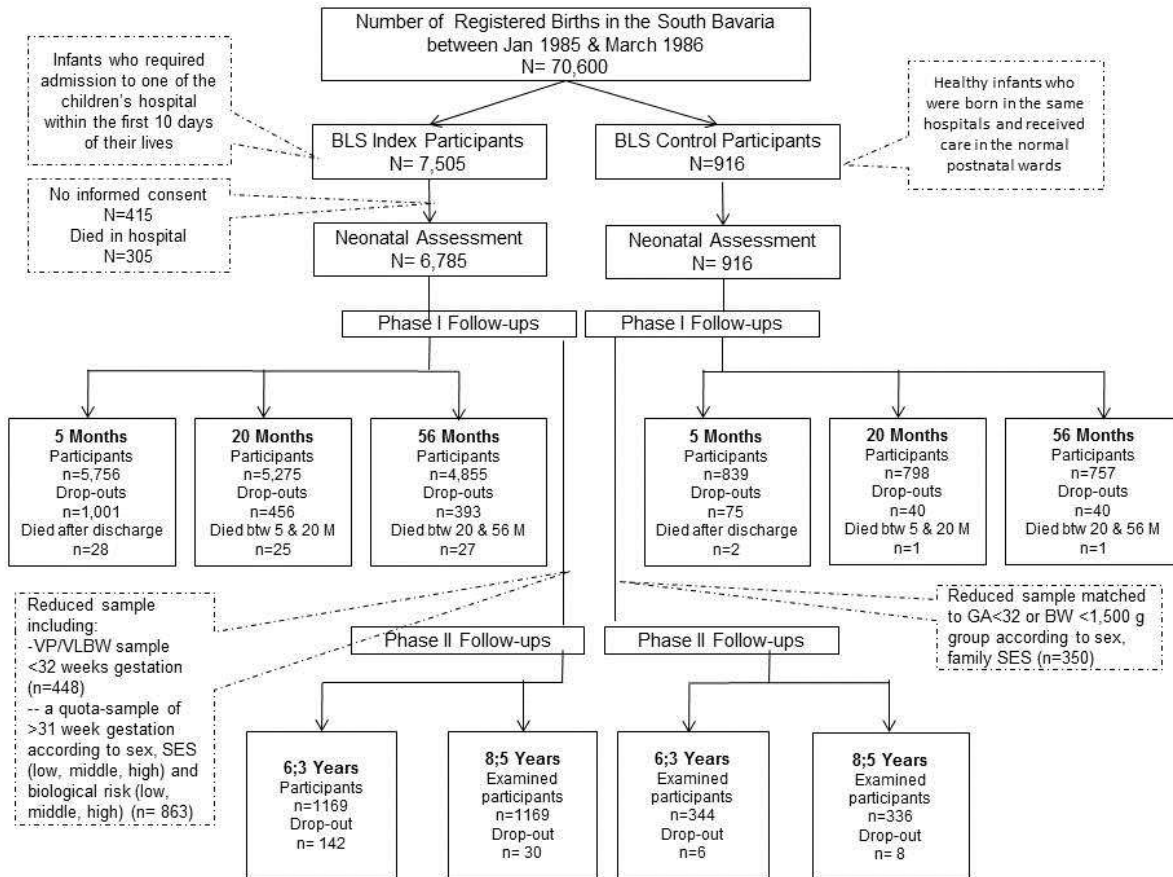 Number of Registered Births in the South Bavaria
between Jan 1985 & March 1986
N= 70,600
Infants who required
admission to one of the
children's hospital
within the first 10 days
of their lives
Healthy infants who
were born in the same
hospitals and received
care in the normal
postnatal wards
BLS Index Participants
N= 7,505
BLS Control Participants
N=916
No informed consent
N=415
Died in hospital
N=305
Neonatal Assessment
N= 6,785
Neonatal Assessment
N= 916
Phase I Follow-ups
Phase I Follow-ups
5 Months
Participants
n=5,756
Drop-outs
n=1,001
Died after discharge
n=28
20 Months
Participants
n=5,275
Drop-outs
n=456
Died btw 5 & 20 M
n=25
56 Months
Participants
n=4,855
Drop-outs
n=393
Died btw 20 & 56 M
n=27
5 Months
Participants
n=839
Drop-outs
n=75
Died after discharge
n=2
20 Months
Participants
n=798
Drop-outs
n=40
Died btw 5 & 20 M
n=1
56 Months
Participants
n=757
Drop-outs
n=40
Died btw 20 & 56 M
n=1
Reduced sample
including:
-VP/VLBW sample
<32 weeks gestation
(n=448)
-- a quota-sample of
>31 week gestation
according to sex, SES
(low, middle, high) and
biological risk (low,
middle, high) (n= 863)
Reduced sample matched
to GA<32 or BW <1,500 g
group according to sex,
family SES (n=350)
Phase II Follow-ups
Phase II Follow-ups
6;3 Years
Participants
n=1169
Drop-out
n= 142
8;5 Years
Examined
participants
n=1169
Drop-out
n= 30
6;3 Years
Examined
participants
n=344
Drop-out
n=6
8;5 Years
Examined
participants
n=336
Drop-out
n= 8